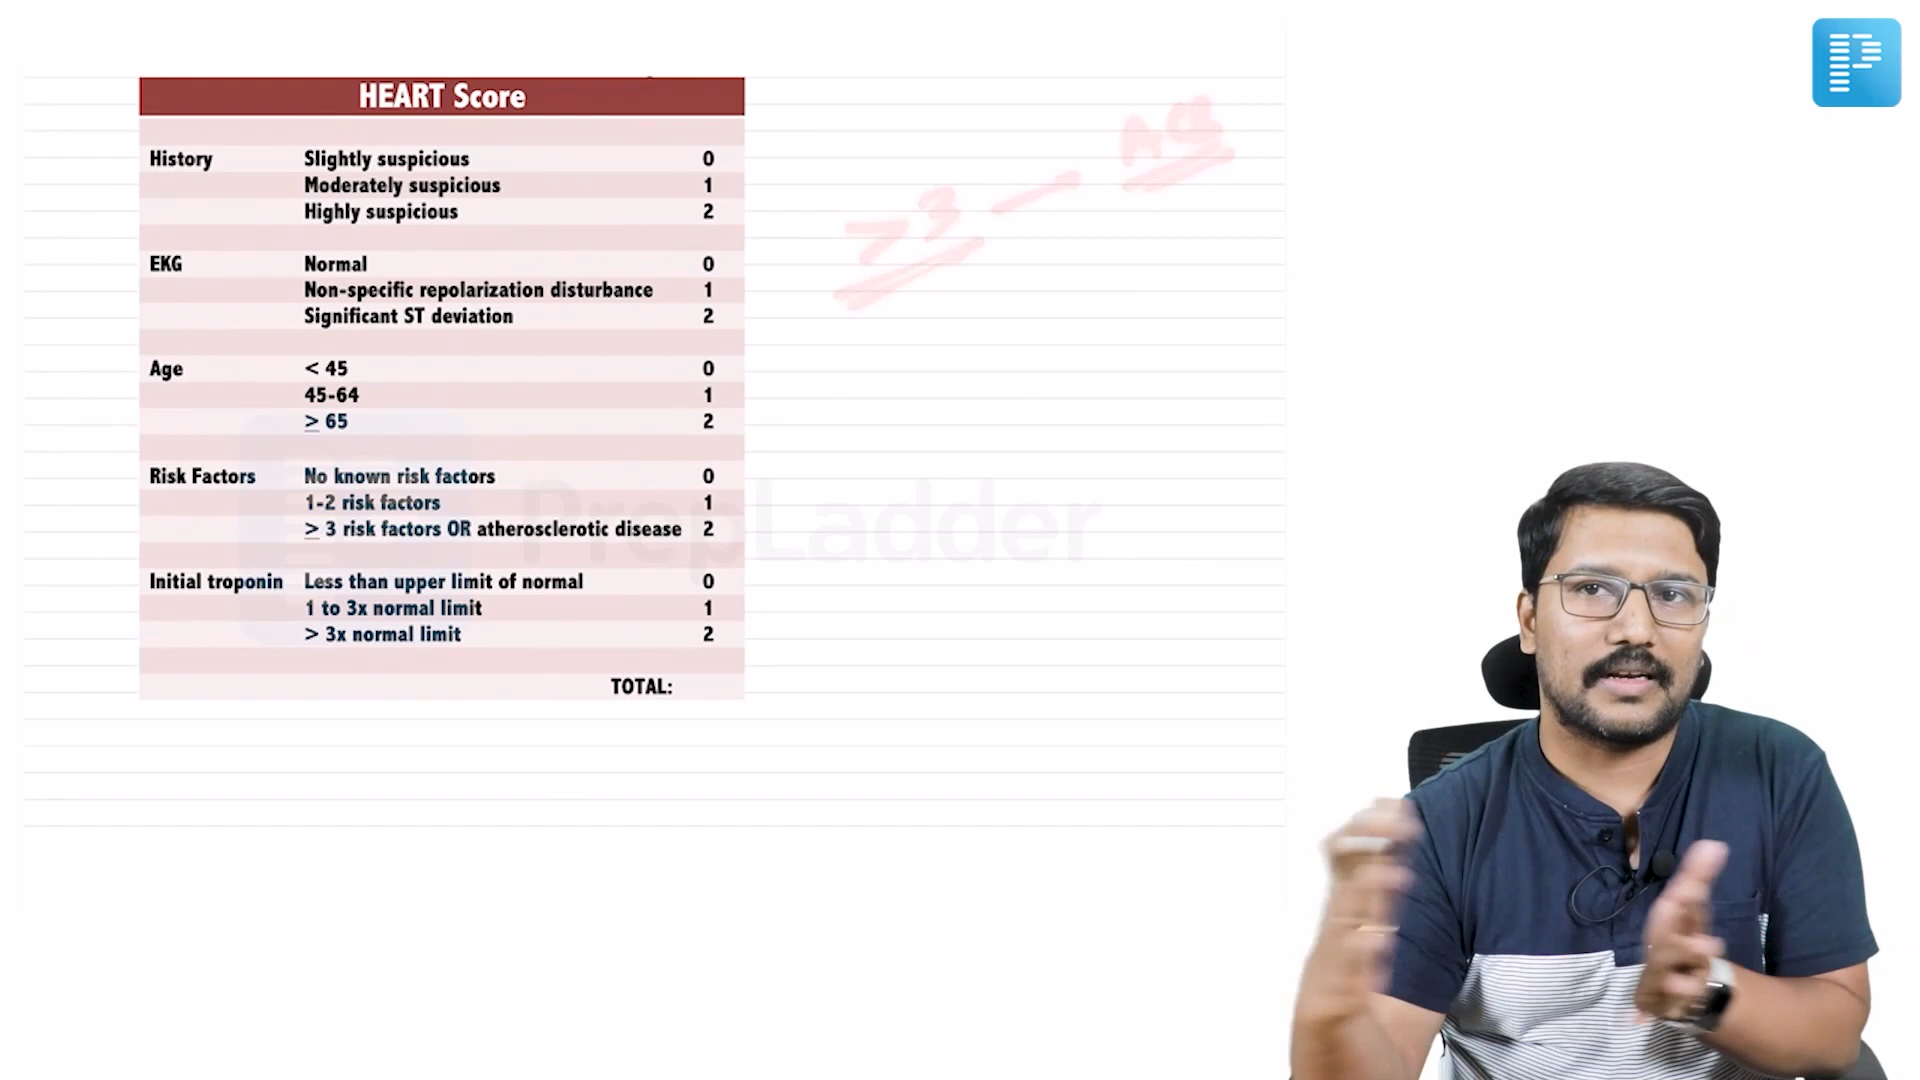 HEART Score
History Slightly suspicious 0
Moderately suspicious 1
Highly suspicious 2
EKG Normal 0
Non-specific repolarization disturbance 1
Significant ST deviation 2
Age < 45 0
45-64 1
≥ 65 2
Risk Factors No known risk factors 0
1-2 risk factors 1
≥ 3 risk factors OR atherosclerotic disease 2
Initial troponin Less than upper limit of normal 0
1 to 3x normal limit 1
> 3x normal limit 2
TOTAL:
>3 —
PrepLadder